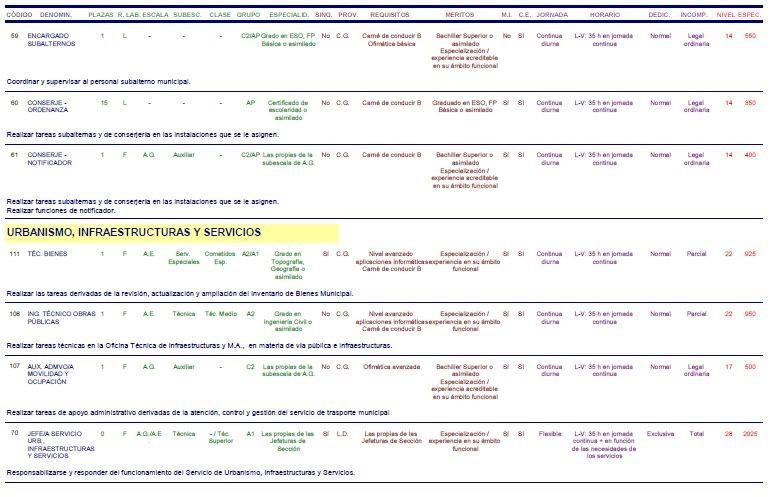 CÓDIGO DENOMIN. PLAZAS R. LAB. ESCALA SUBESC. CLASE GRUPO ESPECIALID. SING. PROV. REQUISITOS MERITOS M.I. C.E. JORNADA HORARIO DEDIC. INCOMP. NIVEL ESPEC.
59 ENCARGADO 1 L - - - C2/AP Grado en ESO, FP No C.G. Carné de conducir B Bachiller Superior o No SÍ Continua L-V: 35 h en jornada Normal Legal 14 550
SUBALTERNOS Básica o asimilado Ofimática básica asimilado diurna continua ordinaria
Especialización /
experiencia acreditable
en su ámbito funcional
Coordinar y supervisar al personal subalterno municipal.
60 CONSERJE - 15 L - - - AP Certificado de No C.G. Carné de conducir B Graduado en ESO, FP SÍ SÍ Continua L-V: 35 h en jornada Normal Legal 14 350
ORDENANZA escolaridad o Básica o asimilado diurna continua ordinaria
asimilado
Realizar tareas subalternas y de conserjería en las instalaciones que se le asignen.
61 CONSERJE - 1 F A.G. Auxiliar - C2/AP Las propias de la No C.G. Carné de conducir B Bachiller Superior o SÍ SÍ Continua L-V: 35 h en jornada Normal Legal 14 400
NOTIFICADOR subescala de A.G. asimilado diurna continua ordinaria
Especialización /
experiencia acreditable
en su ámbito funcional
Realizar tareas subalternas y de conserjería en las instalaciones que se le asignen.
Realizar funciones de notificador.
URBANISMO, INFRAESTRUCTURAS Y SERVICIOS
111 TÉC. BIENES 1 F A.E. Serv. Cometidos A2/A1 Grado en SÍ C.G. Nivel avanzado Especialización / SÍ SÍ Continua L-V: 35 h en jornada Normal Parcial 22 925
Especiales Esp. Topografía, aplicaciones informáticas experiencia en su ámbito diurna continua
Geografía o Carné de conducir B funcional
asimilado
Realizar las tareas derivadas de la revisión, actualización y ampliación del Inventario de Bienes Municipal.
108 ING. TÉCNICO OBRAS 1 F A.E. Técnica Téc. Medio A2 Grado en No C.G. Nivel avanzado Especialización / SÍ SÍ Continua L-V: 35 h en jornada Normal Parcial 22 950
PÚBLICAS Ingeniería Civil o aplicaciones informáticas experiencia en su ámbito diurna continua
asimilado Carné de conducir B funcional
Realizar tareas técnicas en la Oficina Técnica de Infraestructuras y M.A., en materia de vía pública e infraestructuras.
107 AUX. ADMVO/A 1 F A.G. Auxiliar - C2 Las propias de la No C.G. Ofimática avanzada Bachiller Superior o SÍ SÍ Continua L-V: 35 h en jornada Normal Legal 17 500
MOVILIDAD Y subescala de A.G. asimilado diurna continua ordinaria
OCUPACIÓN Especialización /
experiencia acreditable
en su ámbito funcional
Realizar tareas de apoyo administrativo derivadas de la atención, control y gestión del servicio de trasporte municipal
70 JEFE/A SERVICIO 0 F A.G./A.E Técnica - / Téc. A1 Las propias de las SÍ L.D. Las propias de las Especialización / SÍ SÍ Flexible L-V: 35 h en jornada Exclusiva Total 28 2025
URB., Superior Jefaturas de Jefaturas de Sección experiencia en su ámbito continua + en función
INFRAESTRUCTURAS Sección funcional de las necesidades de
Y SERVICIOS los servicios
Responsabilizarse y responder del funcionamiento del Servicio de Urbanismo, Infraestructuras y Servicios.